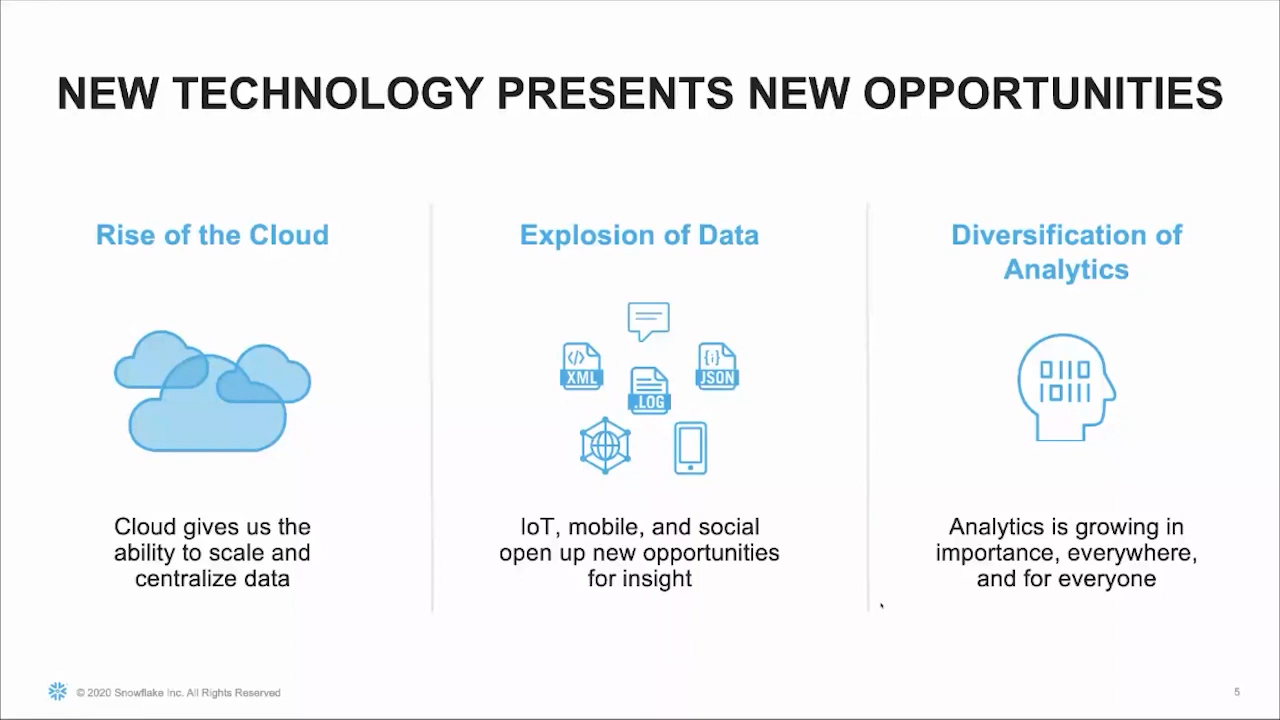 NEW TECHNOLOGY PRESENTS NEW OPPORTUNITIES
Rise of the Cloud
Cloud gives us the
ability to scale and
centralize data
Explosion of Data
</> XML
{i} JSON
.LOG
IoT, mobile, and social
open up new opportunities
for insight
Diversification of
Analytics
0110
10111
Analytics is growing in
importance, everywhere,
and for everyone
© 2020 Snowflake Inc. All Rights Reserved
5